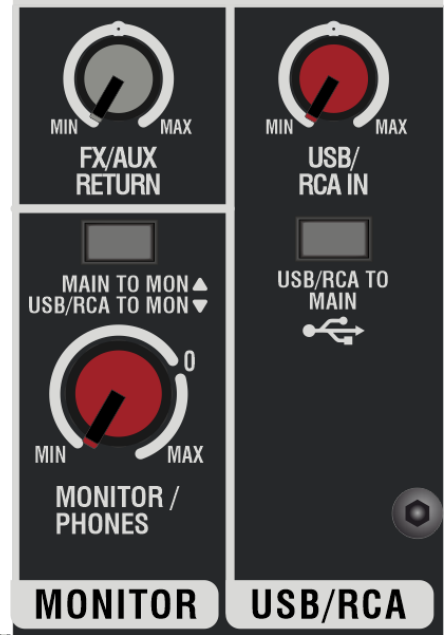 MIN MAX
FX/AUX
RETURN
MAIN TO MON▲
USB/RCA TO MON▼
0
MIN MAX
MONITOR /
PHONES
MONITOR
MIN MAX
USB/
RCA IN
USB/RCA TO
MAIN
USB/RCA